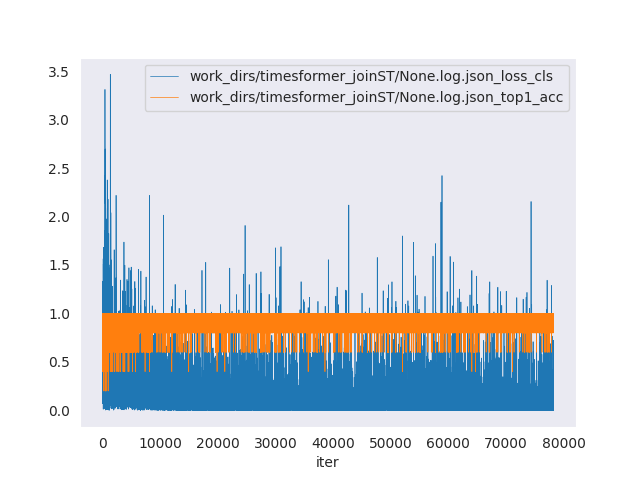 work_dirs/timesformer_joinST/None.log.json_loss_cls
work_dirs/timesformer_joinST/None.log.json_top1_acc
3.5
3.0
2.5
2.0
1.5
1.0
0.5
0.0
0 10000 20000 30000 40000 50000 60000 70000 80000
iter